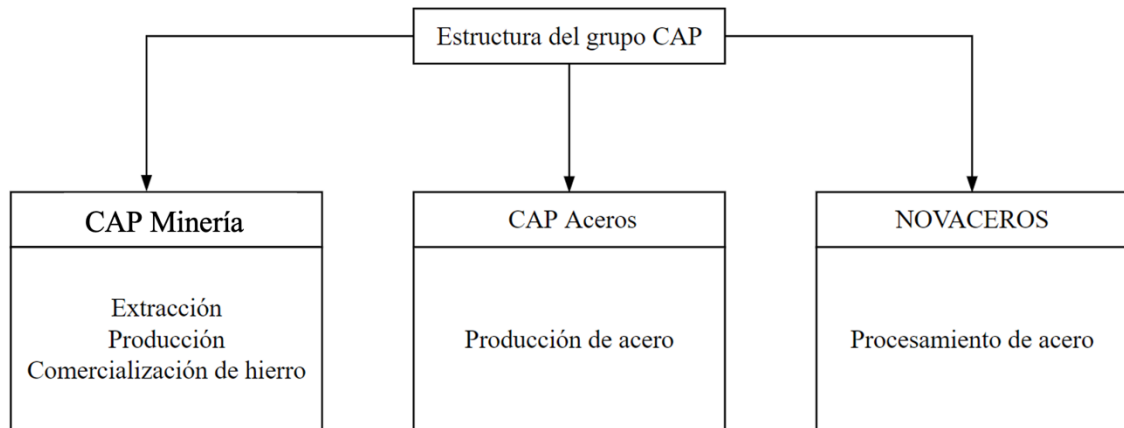 Estructura del grupo CAP
CAP Minería
Extracción
Producción
Comercialización de hierro
CAP Aceros
Producción de acero
NOVACEROS
Procesamiento de acero